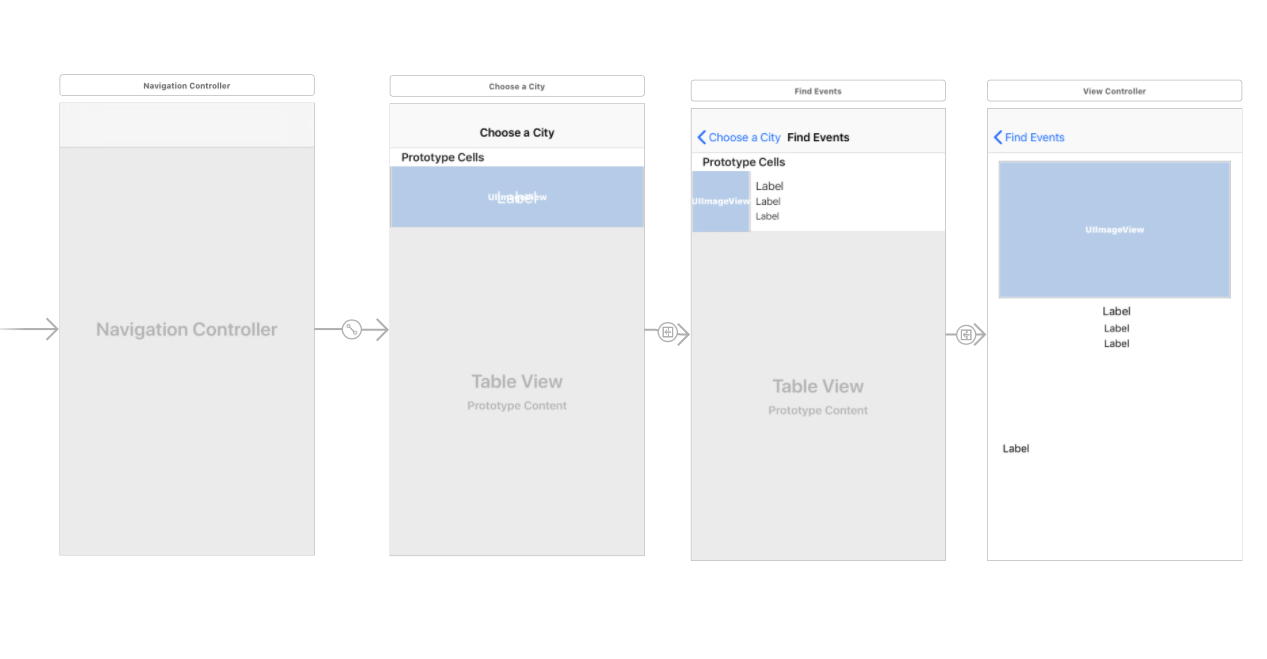 Navigation Controller
Navigation Controller
Choose a City
Choose a City
Prototype Cells
UIImageView
Label
Table View
Prototype Content
Find Events
Choose a City Find Events
Prototype Cells
UIImageView
Label
Label
Label
Table View
Prototype Content
View Controller
Find Events
UIImageView
Label
Label
Label
Label